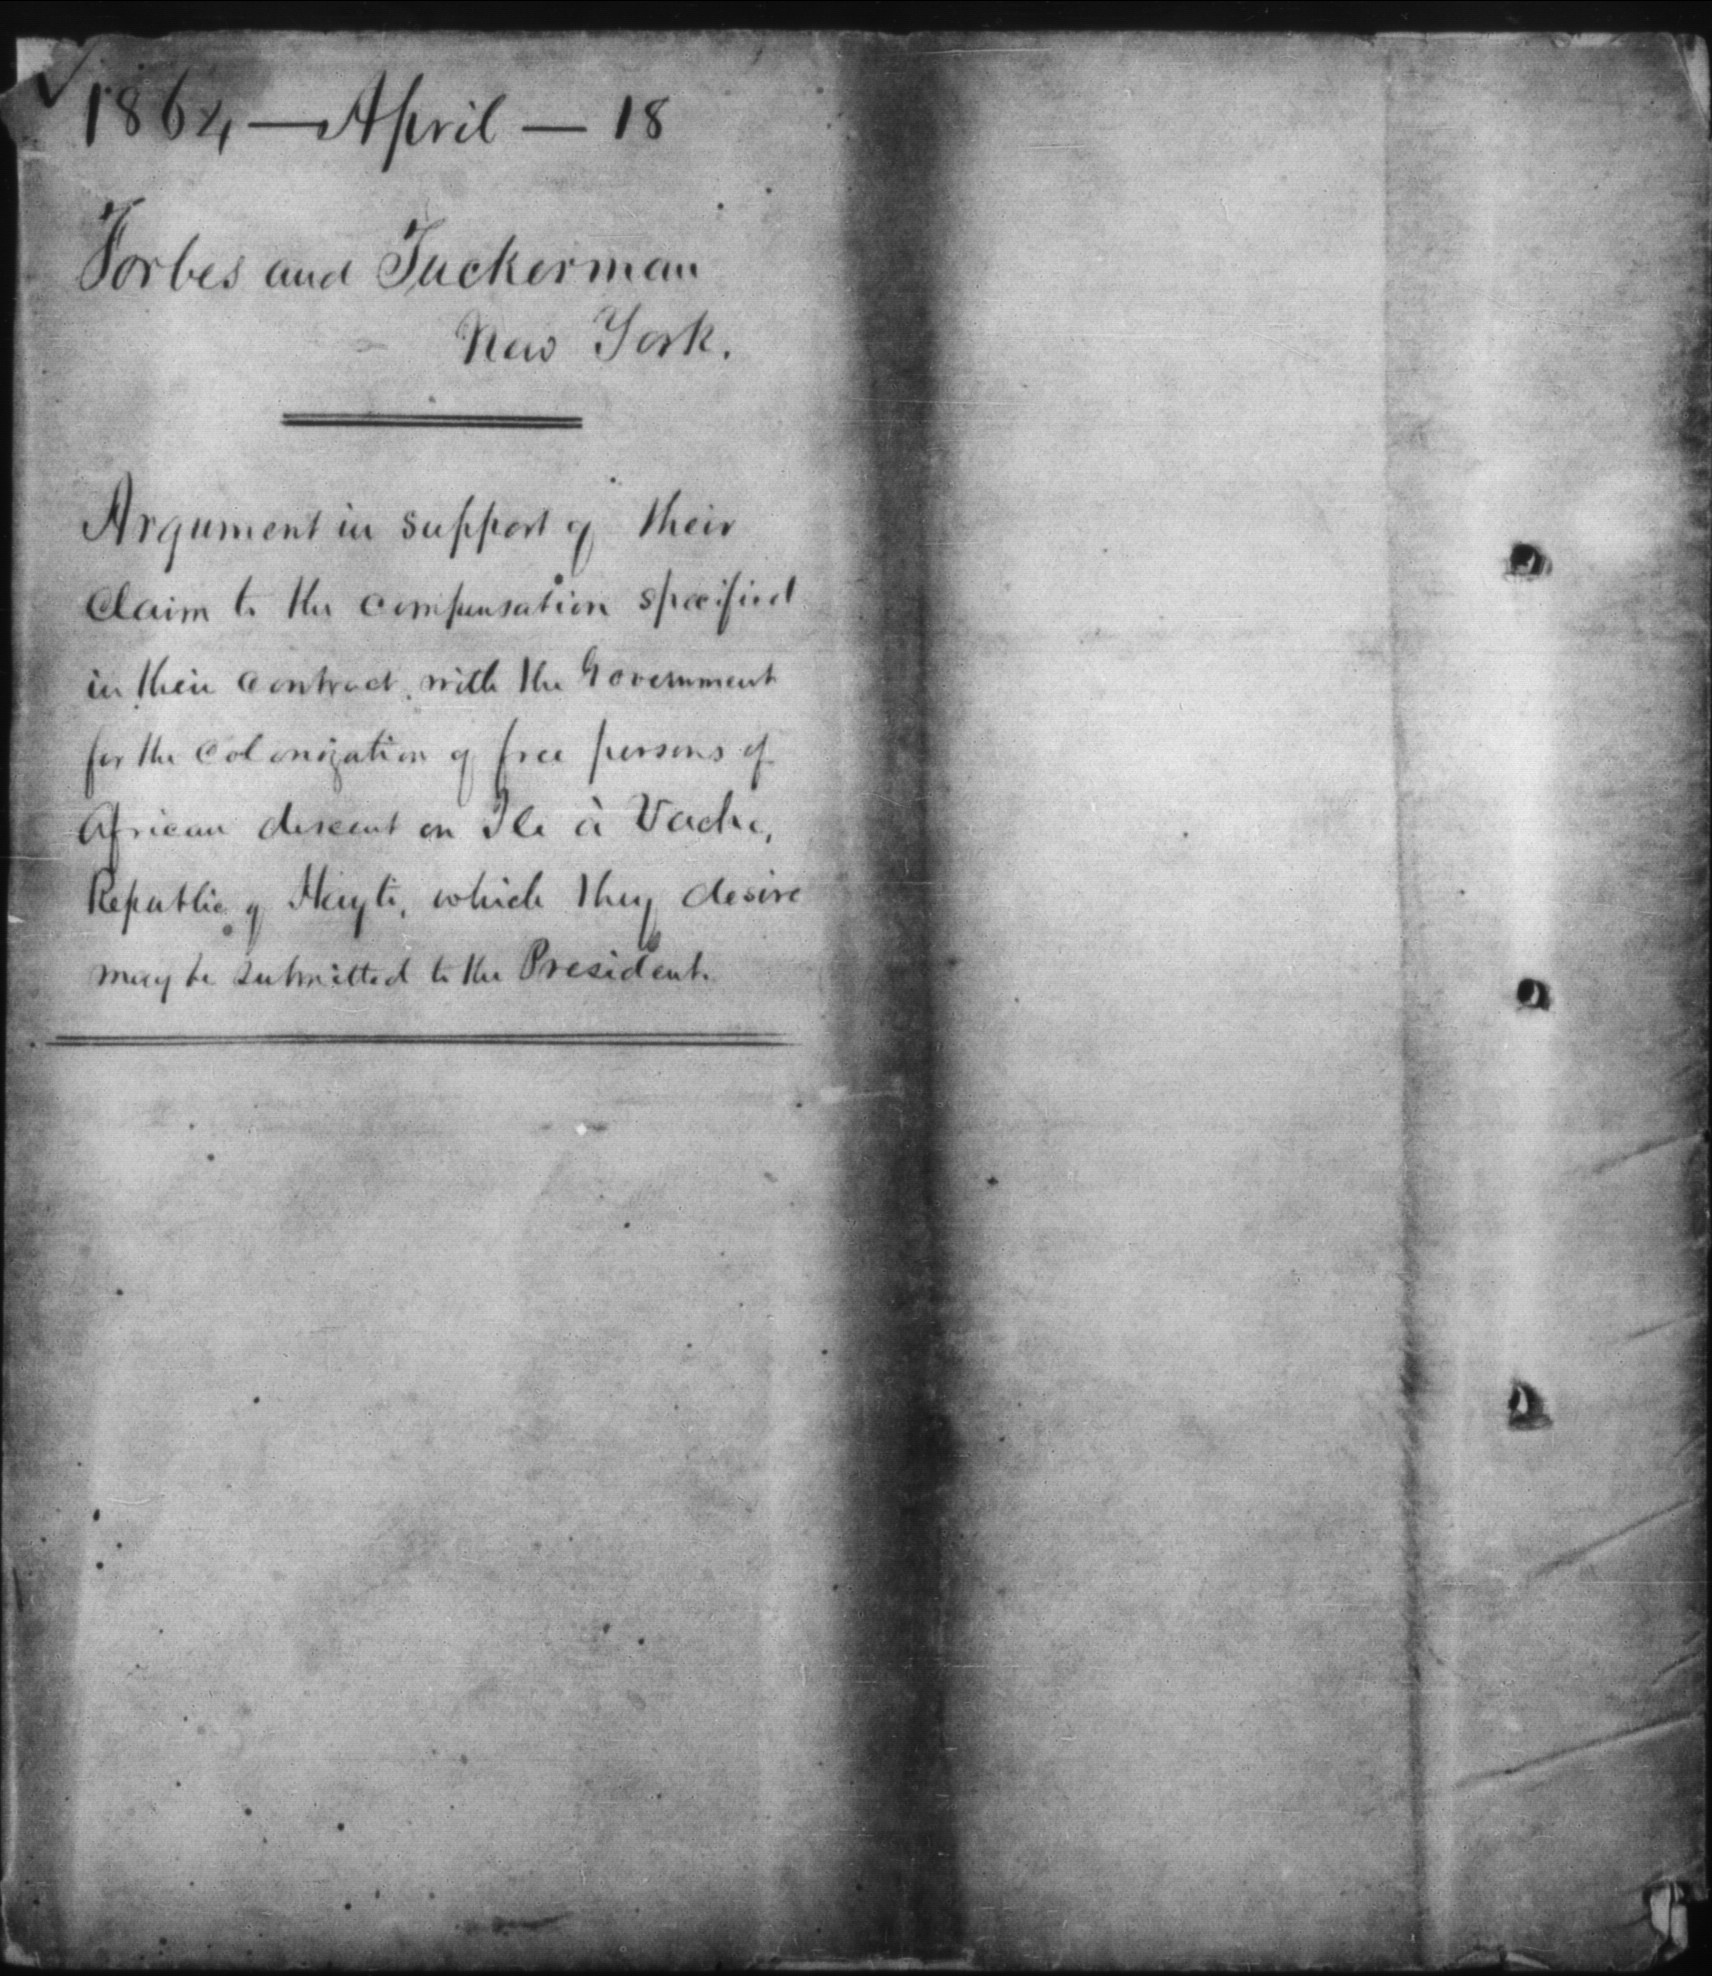 1864 — April — 18
Forbes and Tuckerman
New York.
Argument in support of their
Claim to the compensation specified
in their contract, with the Government
for the colonization of free persons of
African descent on Ile à Vache,
Republic of Hayti, which they desire
may be submitted to the President.